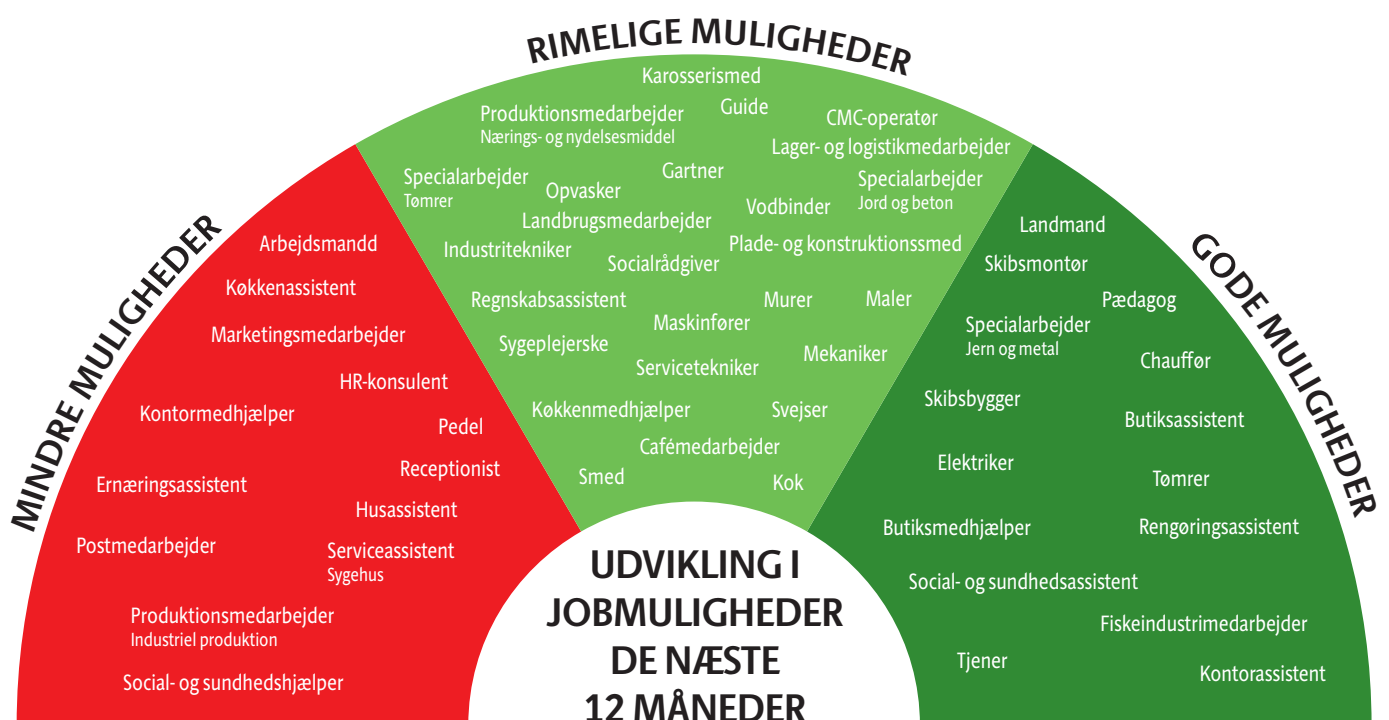 RIMELIGE MULIGHEDER
Karosserismed
Guide
Produktionsmedarbejder
Nærings- og nydelsesmiddel
CMC-operatør
Lager- og logistikmedarbejder
Gartner
Specialarbejder
Tømrer
Opvasker
Specialarbejder
Jord og beton
Vodbinder
Landbrugsmedarbejder
Industritekniker
Plade- og konstruktionssmed
Socialrådgiver
Regnskabsassistent
Murer
Maler
Maskinfører
Sygeplejerske
Mekaniker
Servicetekniker
Køkkenmedhjælper
Svejser
Cafémedarbejder
Smed
Kok
MINDRE MULIGHEDER
Arbejdsmandd
Køkkenassistent
Marketingsmedarbejder
HR-konsulent
Kontormedhjælper
Pedel
Receptionist
Ernæringsassistent
Husassistent
Postmedarbejder
Serviceassistent
Sygehus
Produktionsmedarbejder
Industriel produktion
Social- og sundhedshjælper
GODE MULIGHEDER
Landmand
Skibsmontør
Pædagog
Specialarbejder
Jern og metal
Chauffør
Skibsbygger
Butiksassistent
Elektriker
Tømrer
Butiksmedhjælper
Rengøringsassistent
Social- og sundhedsassistent
Fiskeindustrimedarbejder
Tjener
Kontorassistent
UDVIKLING I
JOBMULIGHEDER
DE NÆSTE
12 MÅNEDER